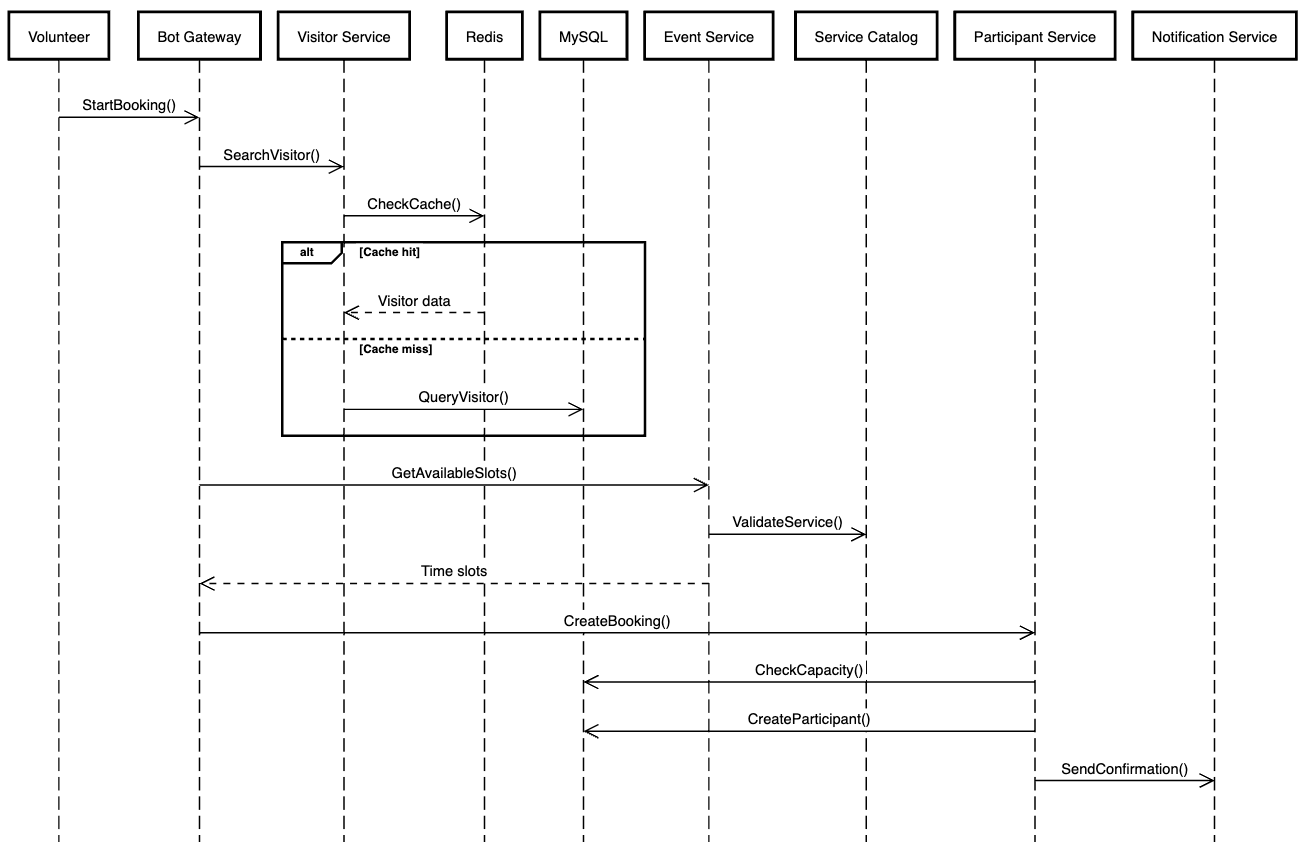 Volunteer
Bot Gateway
Visitor Service
Redis
MySQL
Event Service
Service Catalog
Participant Service
Notification Service
StartBooking()
SearchVisitor()
CheckCache()
alt
[Cache hit]
Visitor data
[Cache miss]
QueryVisitor()
GetAvailableSlots()
ValidateService()
Time slots
CreateBooking()
CheckCapacity()
CreateParticipant()
SendConfirmation()